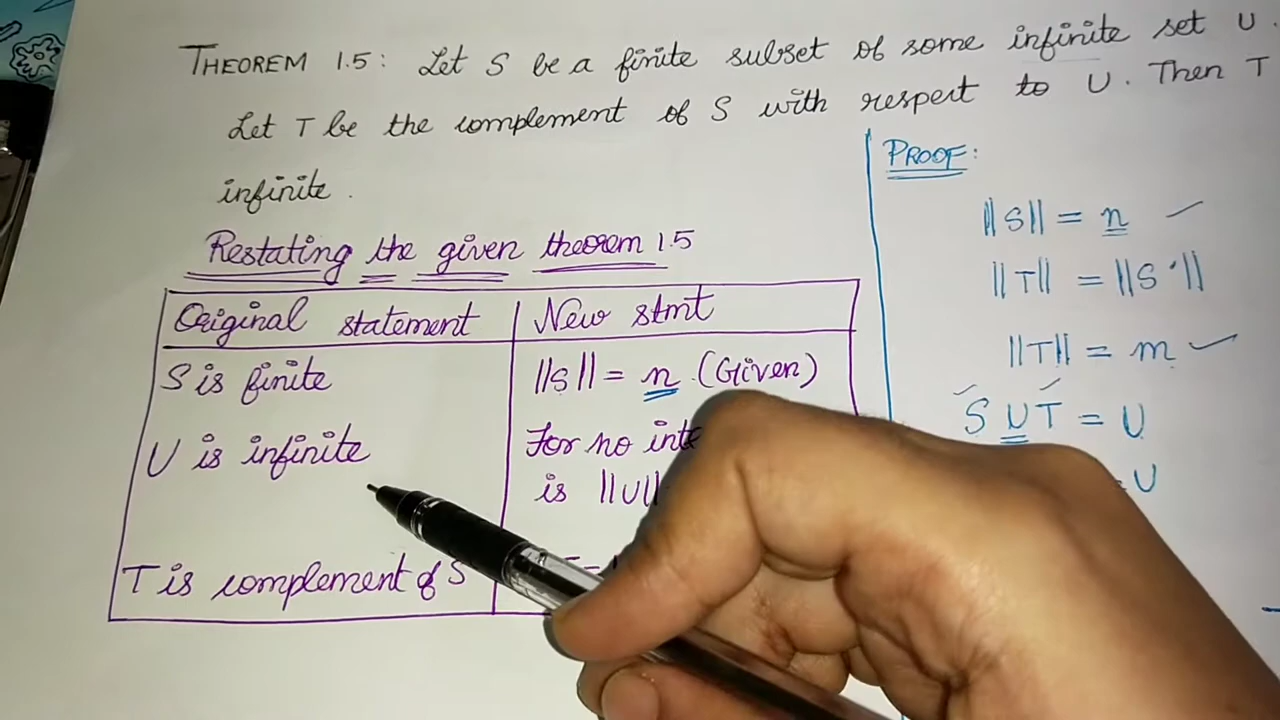 THEOREM 1.5: Let S be a finite subset of some infinite set U.
Let T be the complement of S with respert to U. Then T
infinite.
Restating the given theorem 1.5
Original statement New stmt
S is finite ||S|| = n (Given)
U is infinite For no
is ||U||
T is complement of S
PROOF:
||S|| = n
||T|| = ||S'||
||T|| = m
S U T = U
U